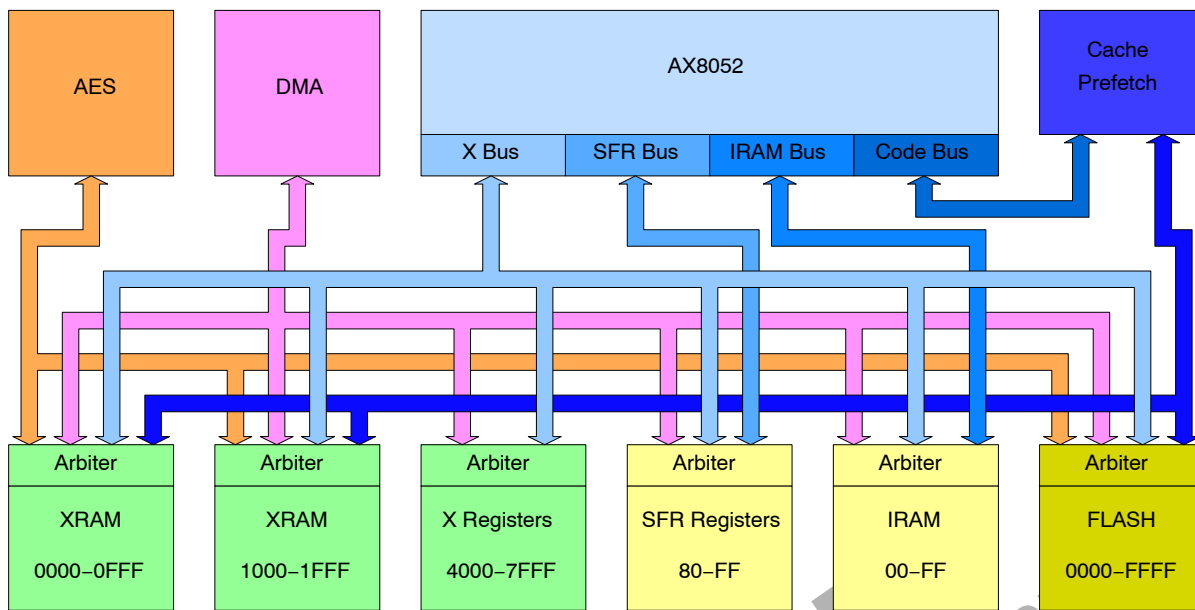 AES
DMA
AX8052
Cache
Prefetch
X Bus
SFR Bus
IRAM Bus
Code Bus
Arbiter
XRAM
0000−0FFF
Arbiter
XRAM
1000−1FFF
Arbiter
X Registers
4000−7FFF
Arbiter
SFR Registers
80−FF
Arbiter
IRAM
00−FF
Arbiter
FLASH
0000−FFFF